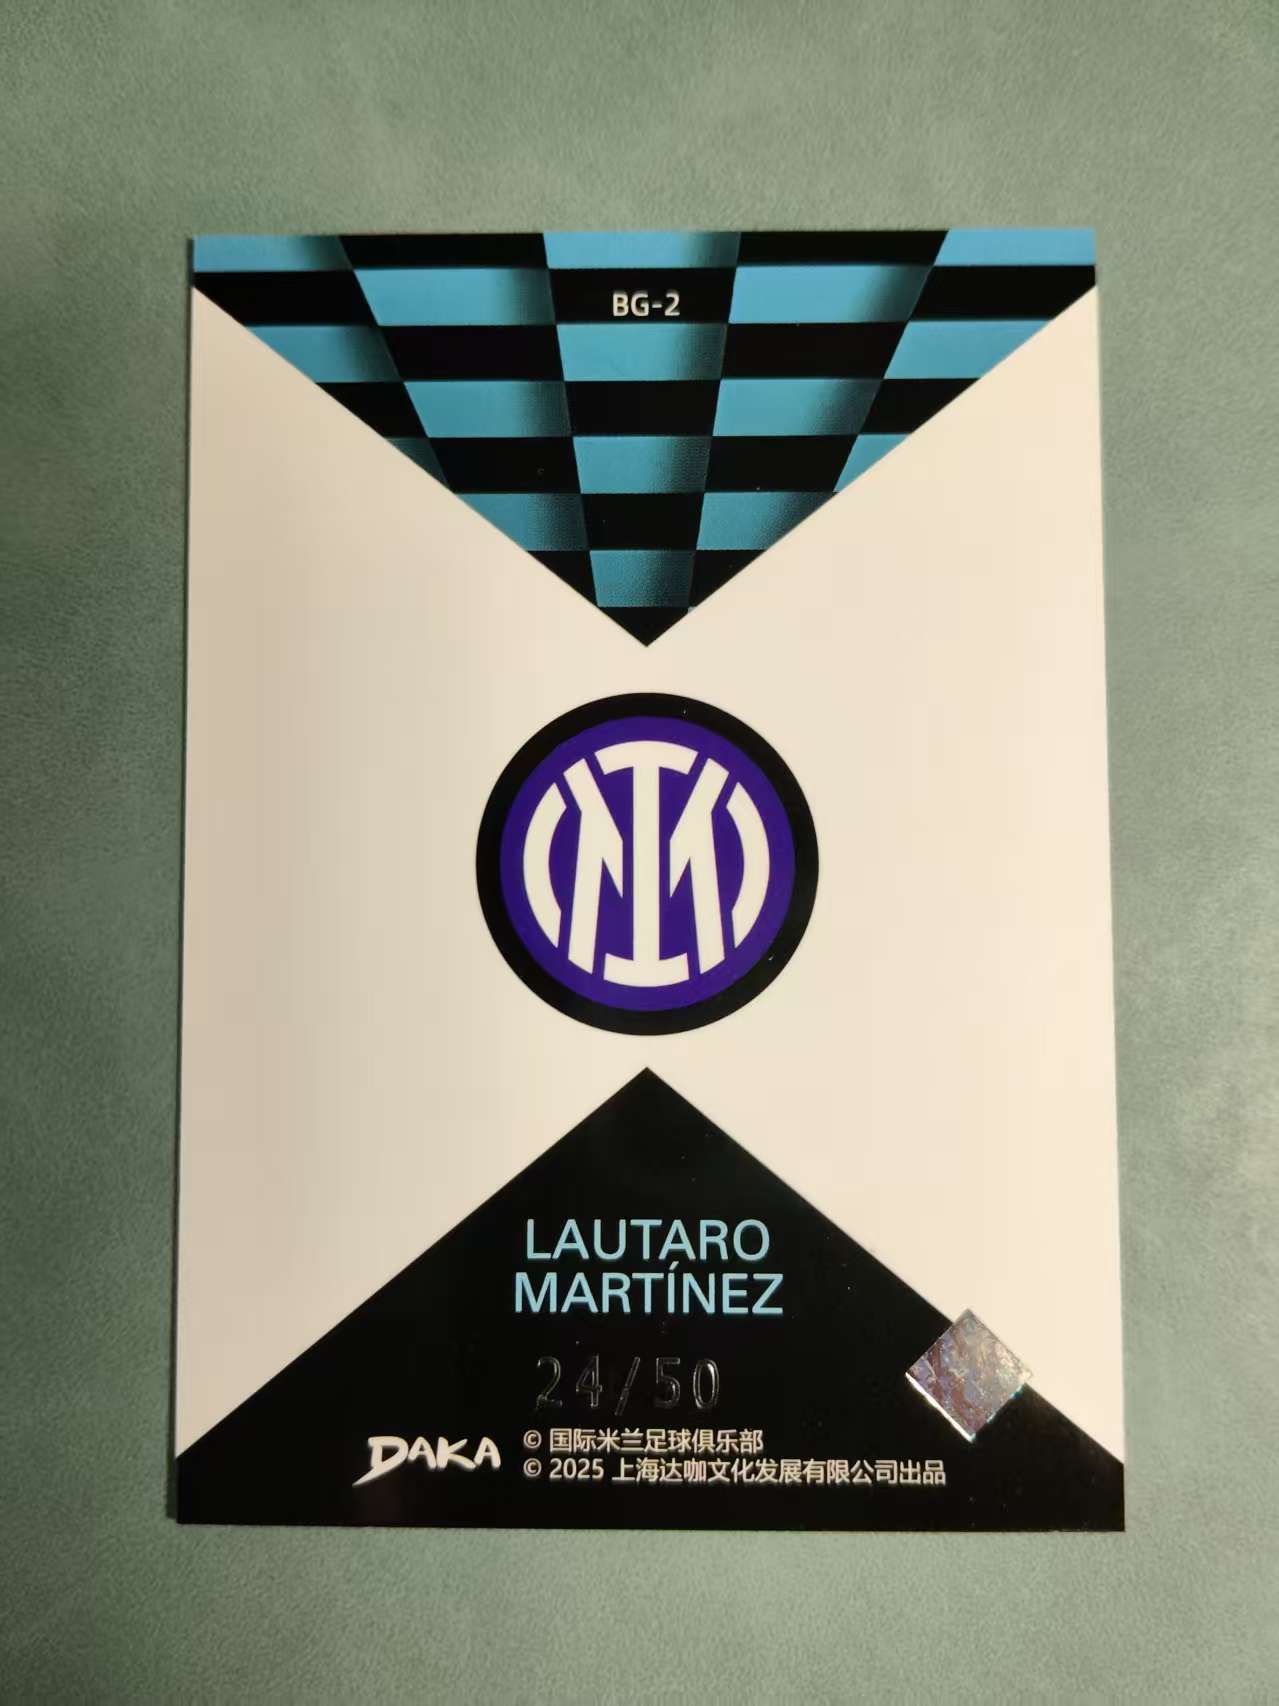 BG-2
LAUTARO
MARTÍNEZ
24/50
DAKA
© 国际米兰足球俱乐部
© 2025 上海达咖文化发展有限公司出品